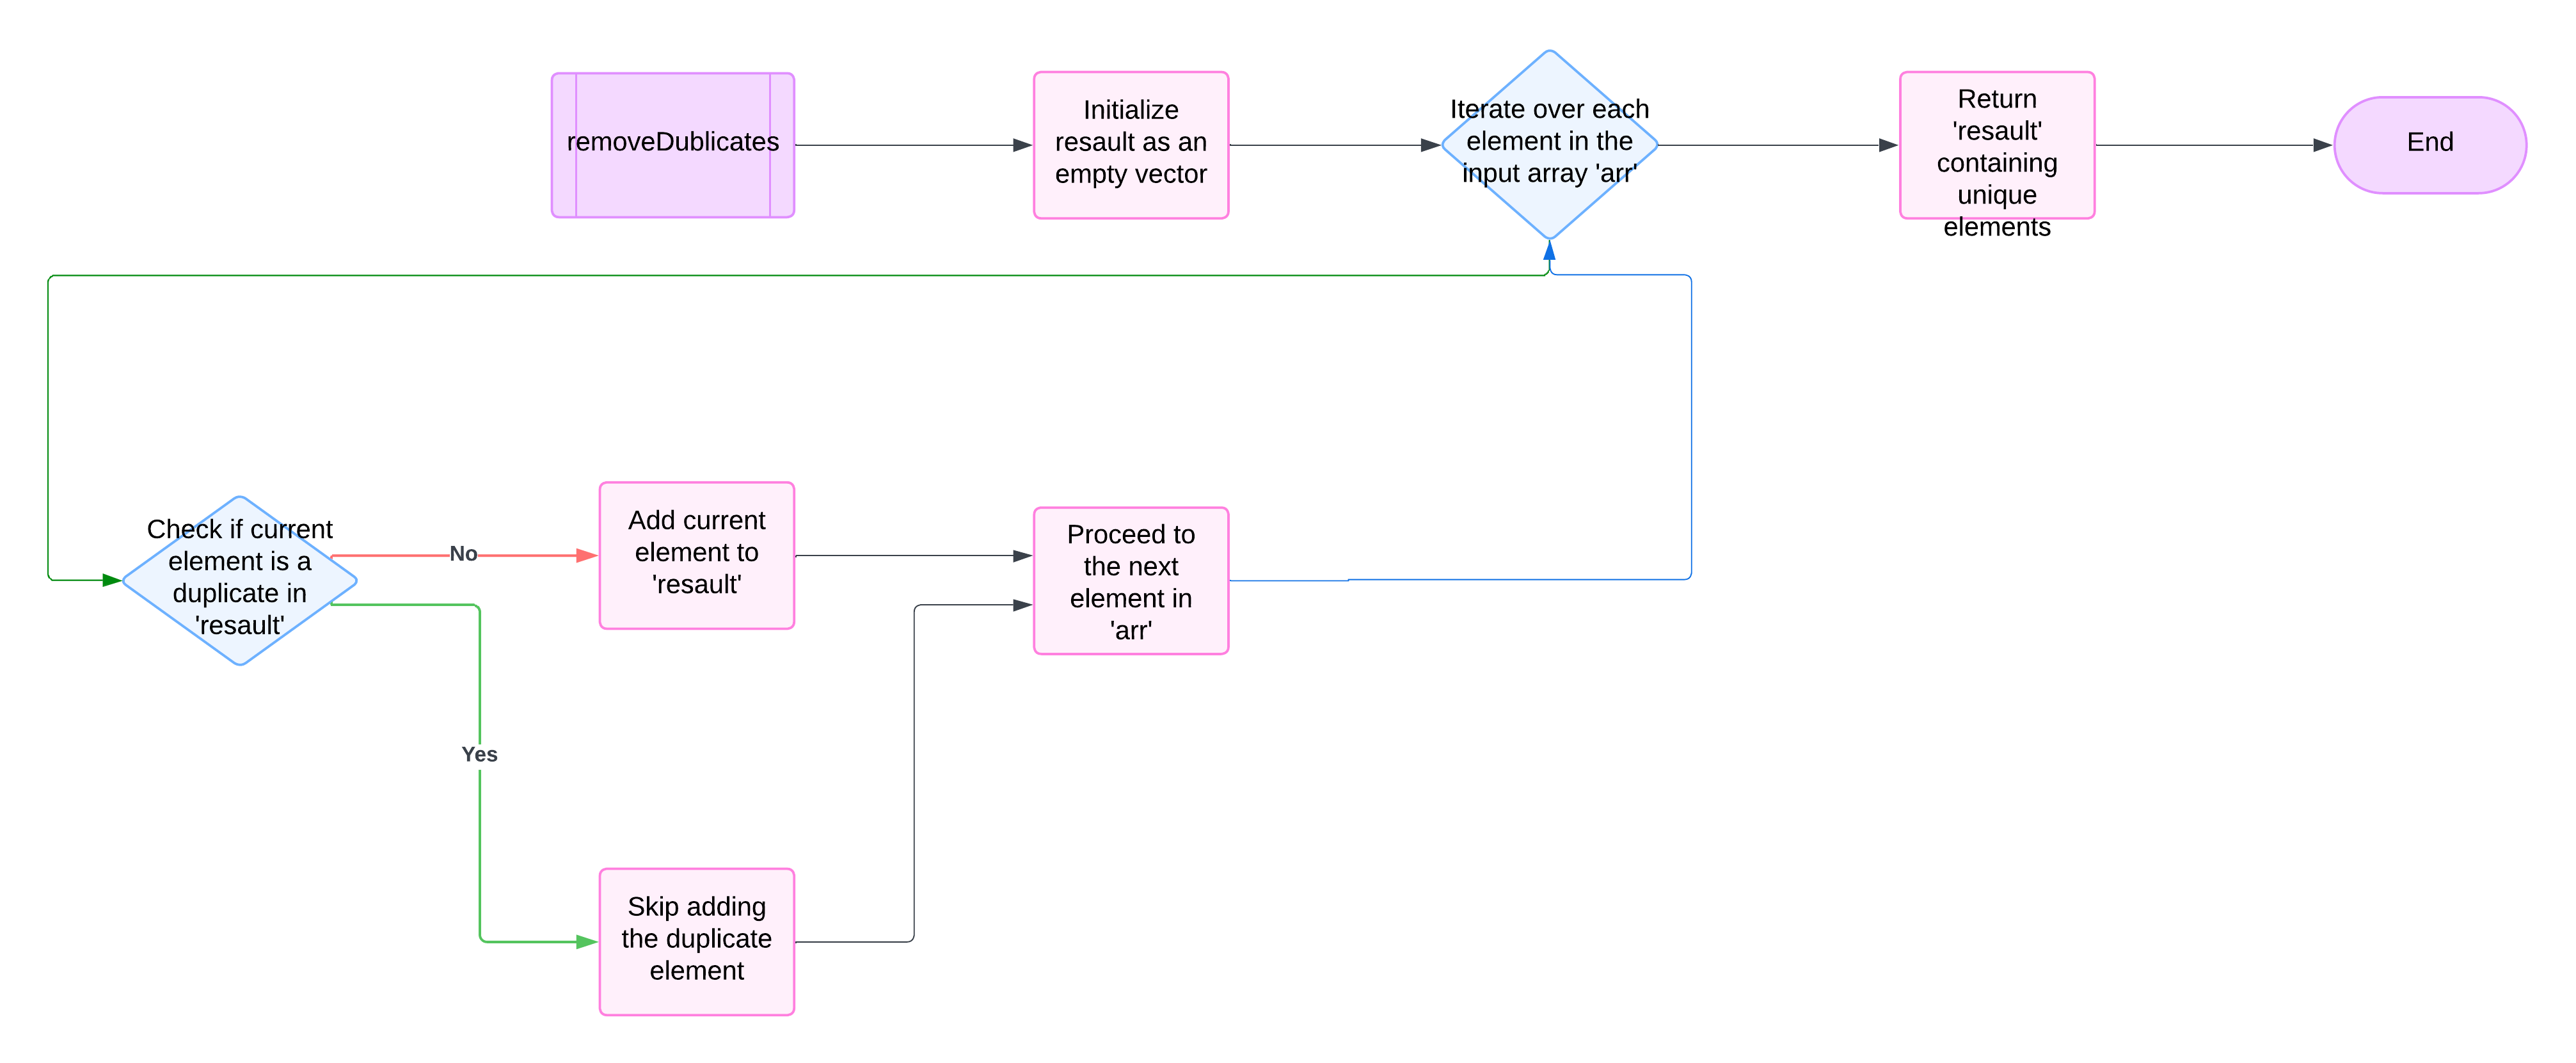 removeDublicates
Initialize
resault as an
empty vector
Iterate over each
element in the
input array 'arr'
Return
'resault'
containing
unique
elements
End
Check if current
element is a
duplicate in
'resault'
No
Add current
element to
'resault'
Proceed to
the next
element in
'arr'
Yes
Skip adding
the duplicate
element